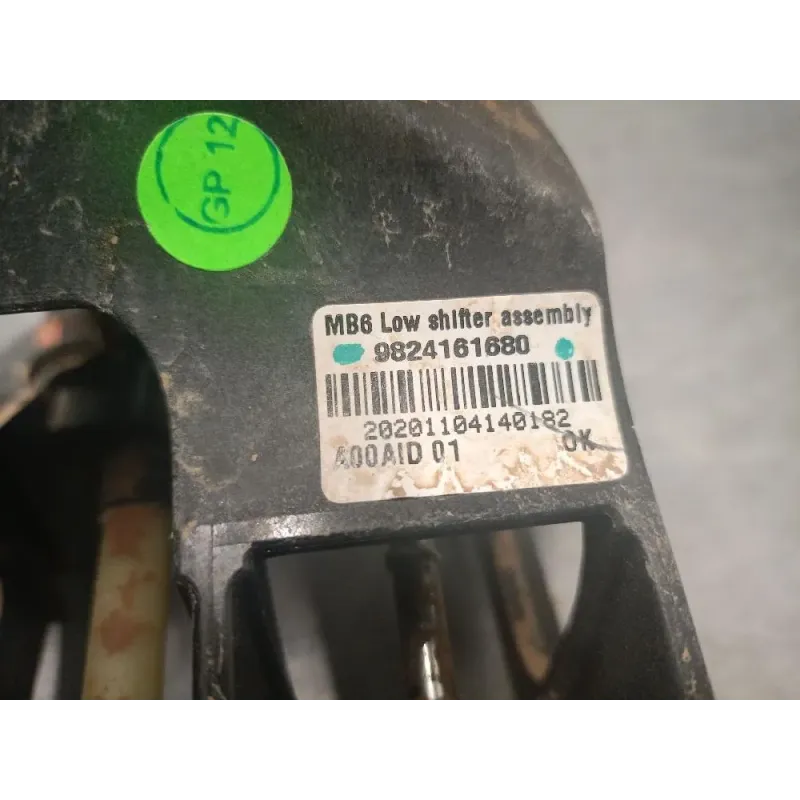 GP 12
MB6 Low shifter assembly
9824161680
20201104140182
A00AID 01 OK